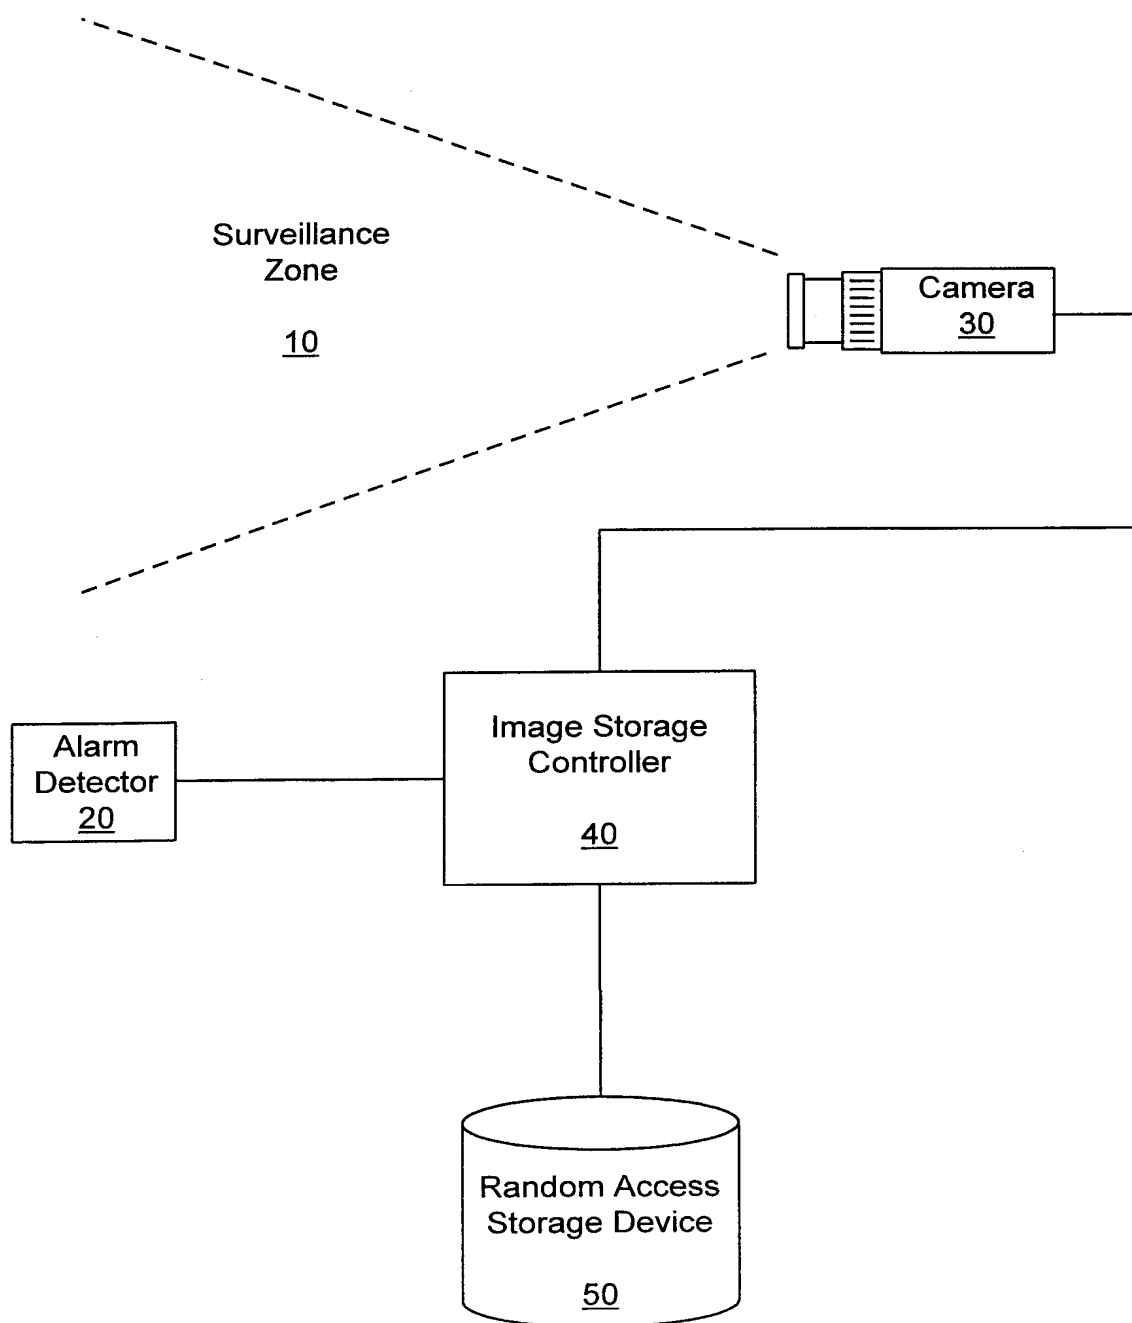 Surveillance
Zone
10
Camera
30
Image Storage
Controller
40
Alarm
Detector
20
Random Access
Storage Device
50